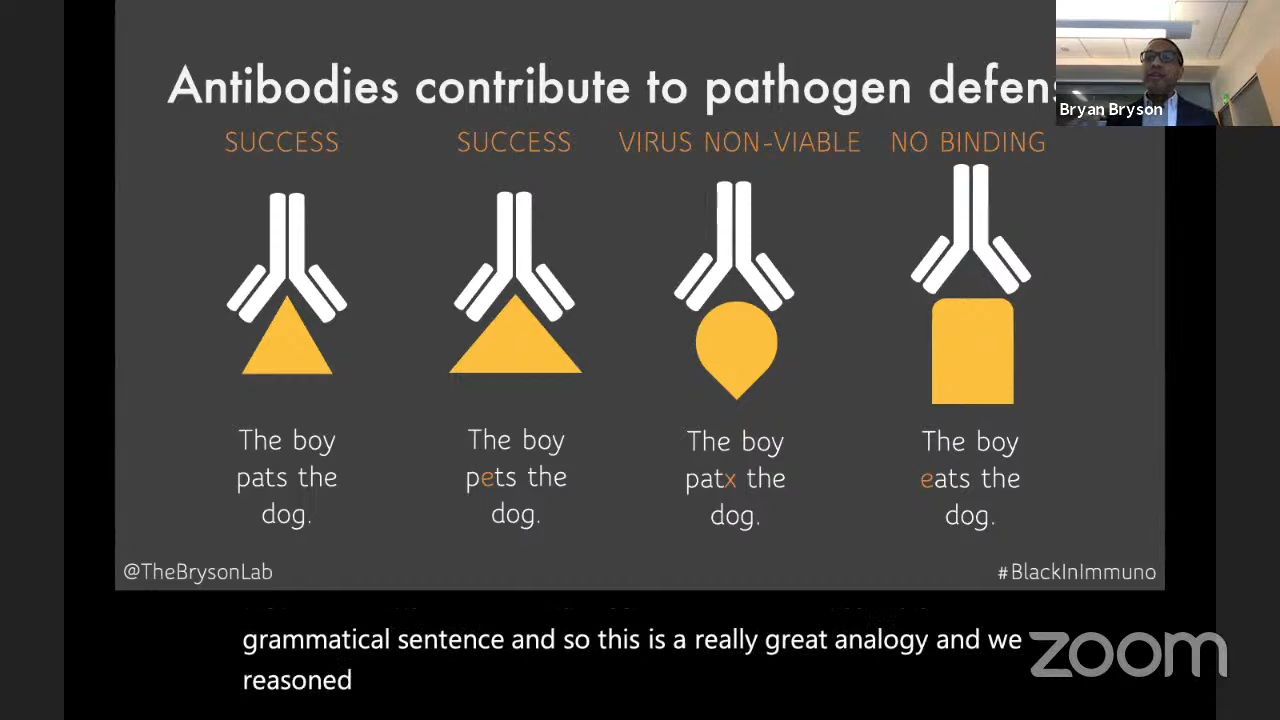 Antibodies contribute to pathogen defens
Bryan Bryson
SUCCESS
SUCCESS
VIRUS NON-VIABLE
NO BINDING
The boy
pats the
dog.
The boy
pets the
dog.
The boy
patx the
dog.
The boy
eats the
dog.
@TheBrysonLab
#BlackInImmuno
grammatical sentence and so this is a really great analogy and we
reasoned
zoom